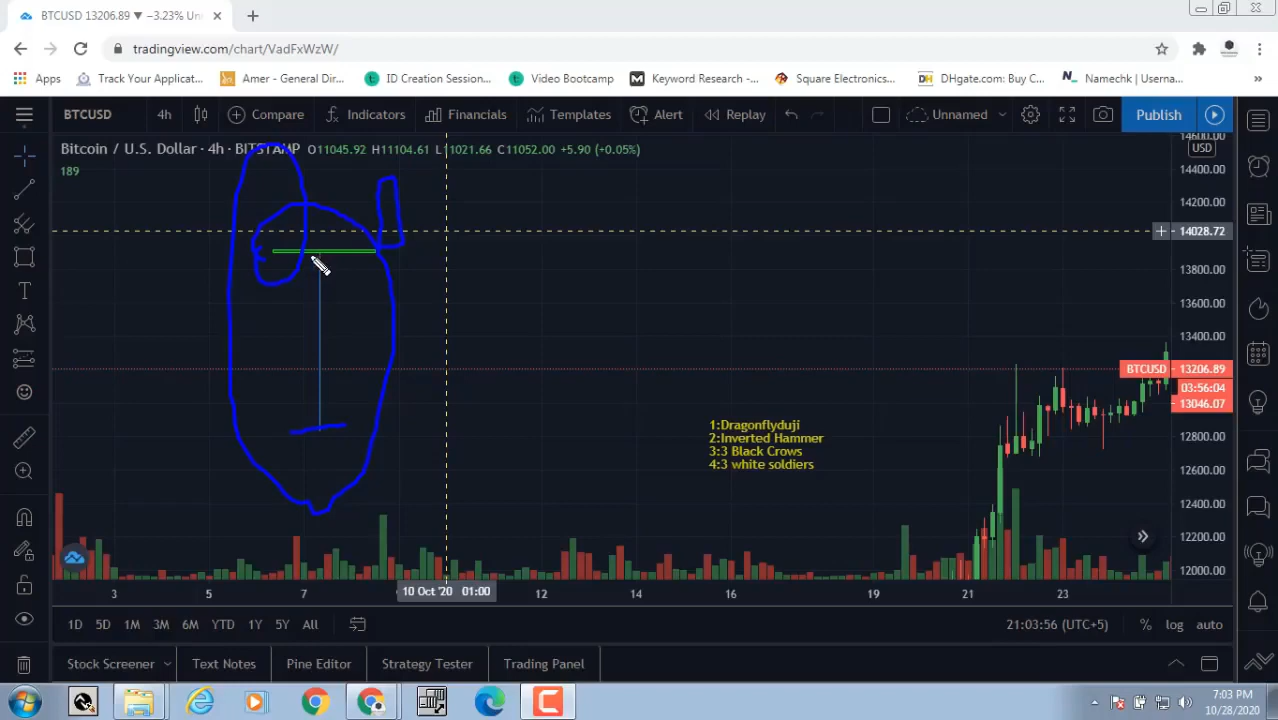 BTCUSD 13206.89 ▼ −3.23% Un
tradingview.com/chart/VadFxWzW/
Apps Track Your Applicat... Amer - General Dir... ID Creation Session... Video Bootcamp Keyword Research -... Square Electronics... DHgate.com: Buy C... Namechk | Userna... »
BTCUSD 4h Compare Indicators Financials Templates Alert Replay Unnamed Publish
Bitcoin / U.S. Dollar · 4h · BITSTAMP O11045.92 H11104.61 L11021.66 C11052.00 +5.90 (+0.05%)
189
14600.00
USD
14400.00
14200.00
14028.72
13800.00
13600.00
13400.00
BTCUSD 13206.89
03:56:04
13046.07
12800.00
12600.00
12400.00
12200.00
12000.00
1:Dragonflyduji
2:Inverted Hammer
3:3 Black Crows
4:3 white soldiers
3 5 7 10 Oct '20 01:00 12 14 16 19 21 23
1D 5D 1M 3M 6M YTD 1Y 5Y All 21:03:56 (UTC+5) % log auto
Stock Screener Text Notes Pine Editor Strategy Tester Trading Panel
7:03 PM
10/28/2020